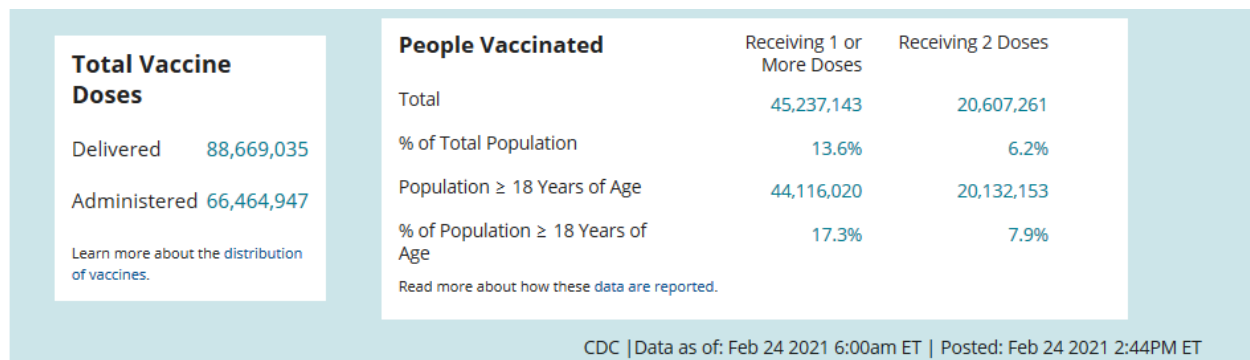 Total Vaccine
Doses
Delivered 88,669,035
Administered 66,464,947
Learn more about the distribution
of vaccines.
People Vaccinated Receiving 1 or More Doses Receiving 2 Doses
Total 45,237,143 20,607,261
% of Total Population 13.6% 6.2%
Population ≥ 18 Years of Age 44,116,020 20,132,153
% of Population ≥ 18 Years of
Age 17.3% 7.9%
Read more about how these data are reported.
CDC |Data as of: Feb 24 2021 6:00am ET | Posted: Feb 24 2021 2:44PM ET